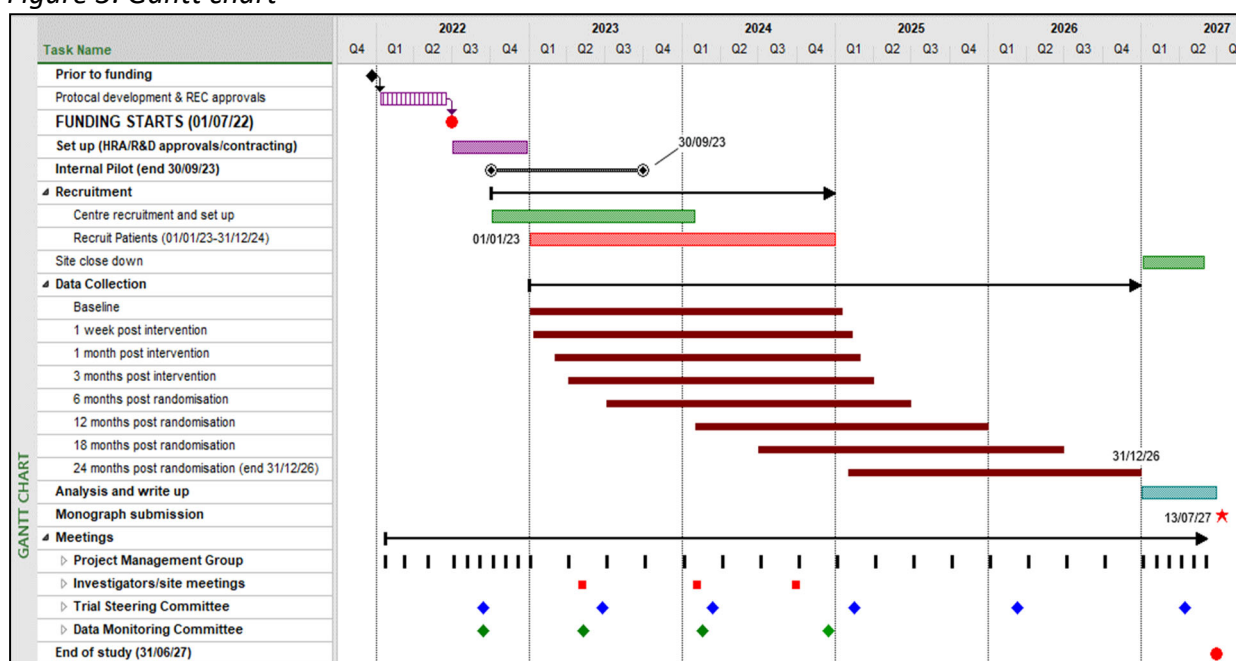 Figure 3: Gantt chart
2022 2023 2024 2025 2026 2027
Task Name Q4 Q1 Q2 Q3 Q4 Q1 Q2 Q3 Q4 Q1 Q2 Q3 Q4 Q1 Q2 Q3 Q4 Q1 Q2 Q3 Q4 Q1 Q2
Prior to funding
Protocal development & REC approvals
FUNDING STARTS (01/07/22)
Set up (HRA/R&D approvals/contracting)
30/09/23
Internal Pilot (end 30/09/23)
Recruitment
Centre recruitment and set up
Recruit Patients (01/01/23-31/12/24) 01/01/23
Site close down
Data Collection
Baseline
1 week post intervention
1 month post intervention
3 months post intervention
6 months post randomisation
12 months post randomisation
18 months post randomisation
31/12/26
24 months post randomisation (end 31/12/26)
Analysis and write up
Monograph submission 13/07/27
Meetings
Project Management Group
Investigators/site meetings
Trial Steering Committee
Data Monitoring Committee
End of study (31/06/27)
GANTT CHART